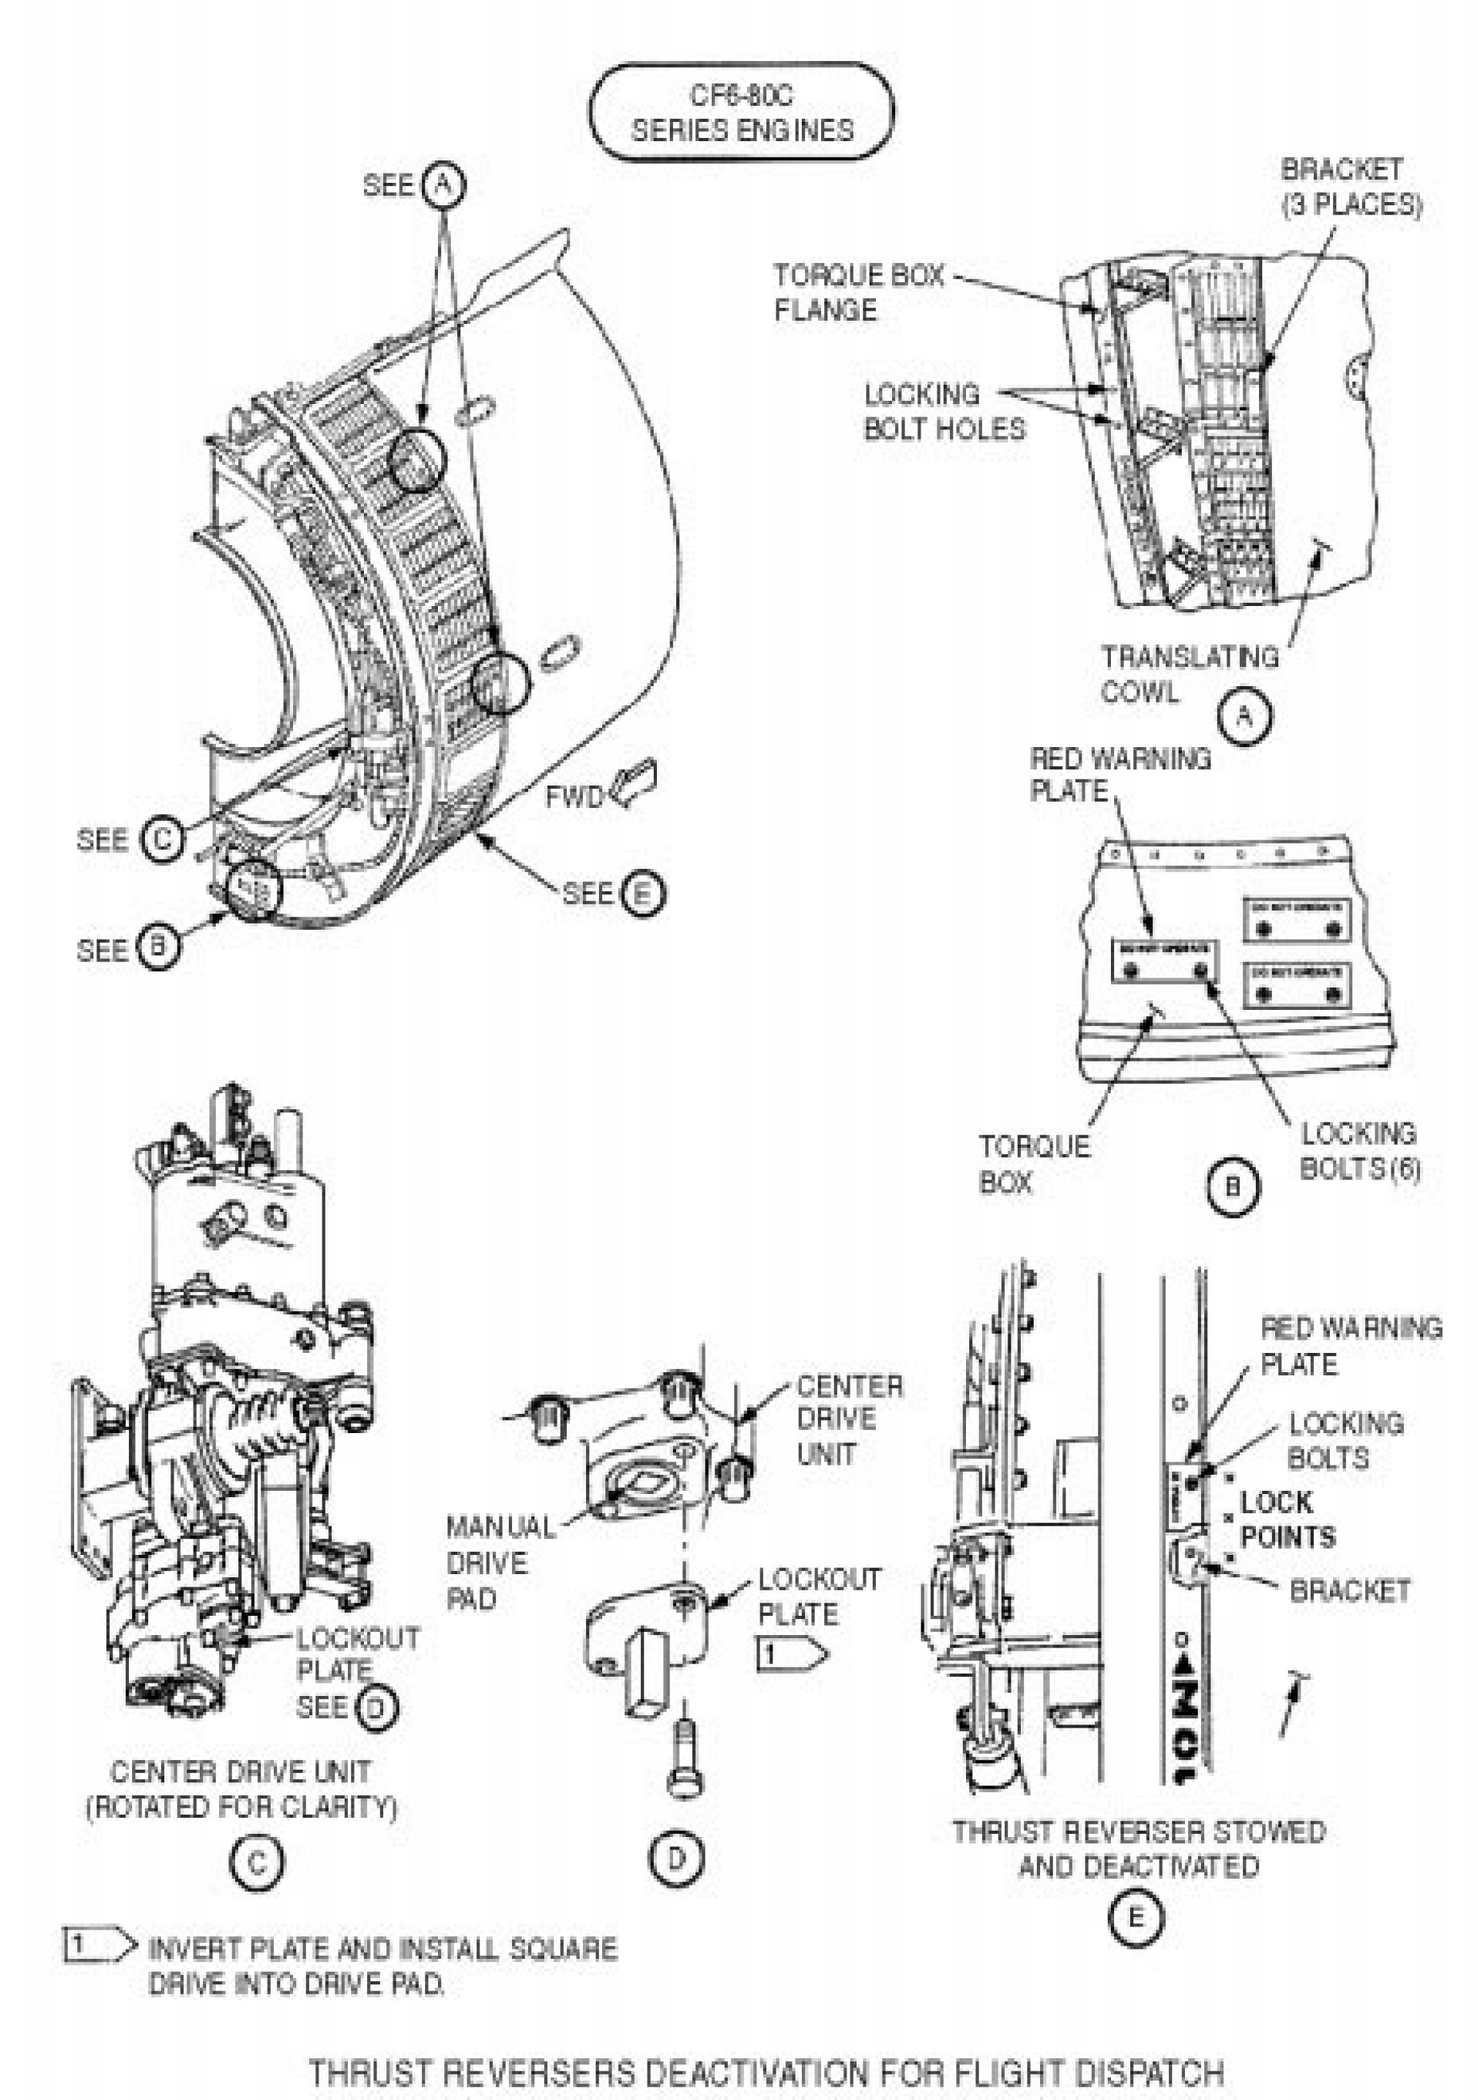 CF6-80C
SERIES ENGINES
SEE A
BRACKET
(3 PLACES)
TORQUE BOX
FLANGE
LOCKING
BOLT HOLES
TRANSLATING
COWL
A
RED WARNING
PLATE
FWD
SEE C
SEE E
SEE B
DO NOT OPERATE
DO NOT OPERATE
DO NOT OPERATE
TORQUE
BOX
LOCKING
BOLTS (6)
B
RED WARNING
PLATE
CENTER
DRIVE
UNIT
LOCKING
BOLTS
LOCK
POINTS
MANUAL
DRIVE
PAD
LOCKOUT
PLATE
1
BRACKET
LOCKOUT
PLATE
SEE D
CENTER DRIVE UNIT
(ROTATED FOR CLARITY)
C
D
THRUST REVERSER STOWED
AND DEACTIVATED
E
1 INVERT PLATE AND INSTALL SQUARE
DRIVE INTO DRIVE PAD.
THRUST REVERSERS DEACTIVATION FOR FLIGHT DISPATCH